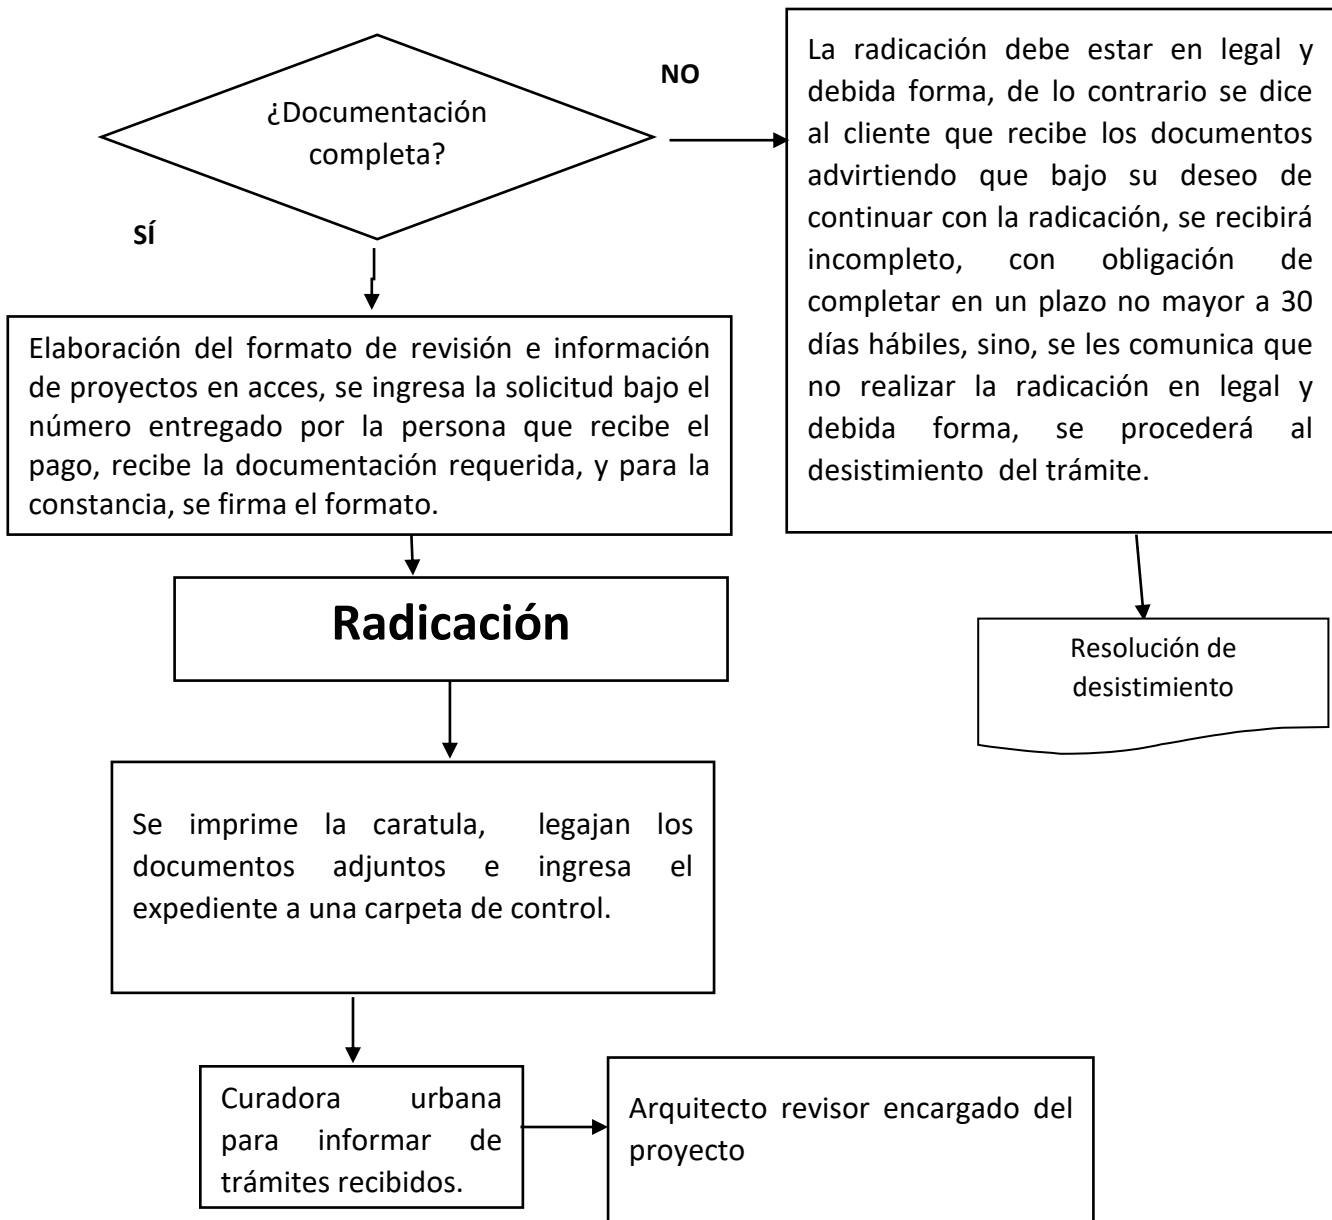 ¿Documentación
completa?
NO
SÍ
La radicación debe estar en legal y
debida forma, de lo contrario se dice
al cliente que recibe los documentos
advirtiendo que bajo su deseo de
continuar con la radicación, se recibirá
incompleto, con obligación de
completar en un plazo no mayor a 30
días hábiles, sino, se les comunica que
no realizar la radicación en legal y
debida forma, se procederá al
desistimiento del trámite.
Elaboración del formato de revisión e información
de proyectos en acces, se ingresa la solicitud bajo el
número entregado por la persona que recibe el
pago, recibe la documentación requerida, y para la
constancia, se firma el formato.
Radicación
Resolución de
desistimiento
Se imprime la caratula, legajan los
documentos adjuntos e ingresa el
expediente a una carpeta de control.
Curadora urbana
para informar de
trámites recibidos.
Arquitecto revisor encargado del
proyecto